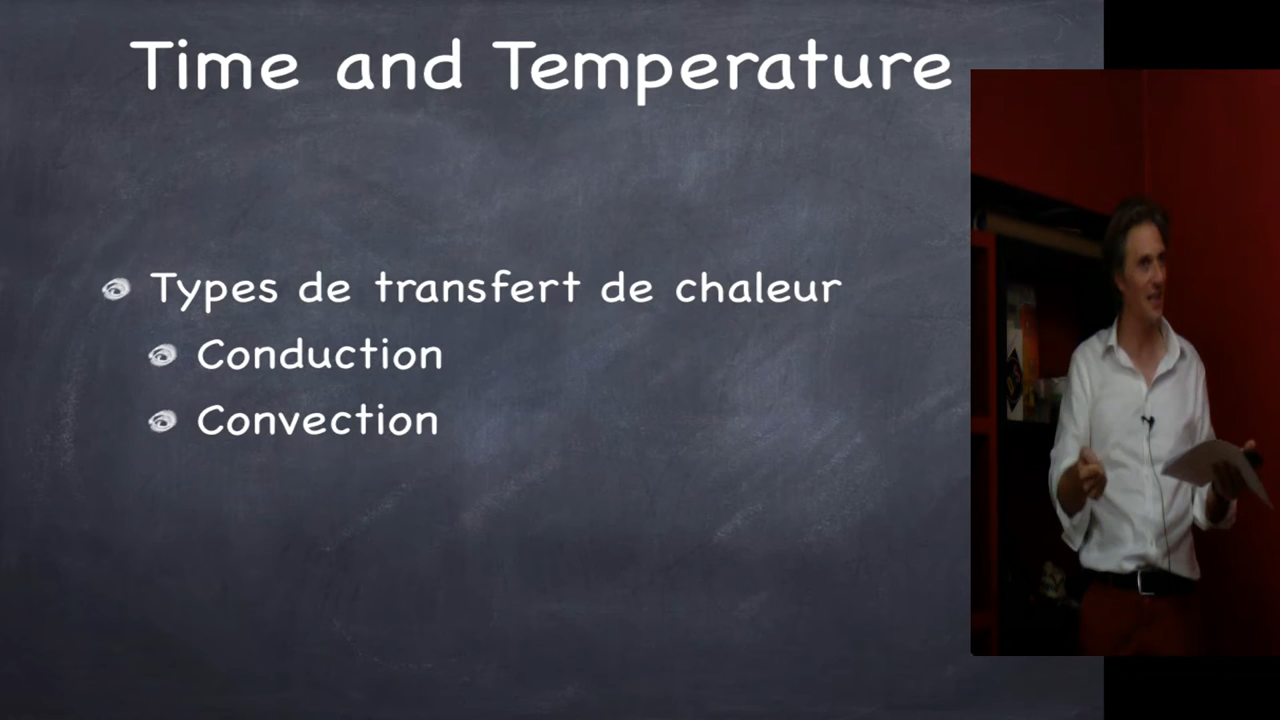 Time and Temperature
Types de transfert de chaleur
Conduction
Convection